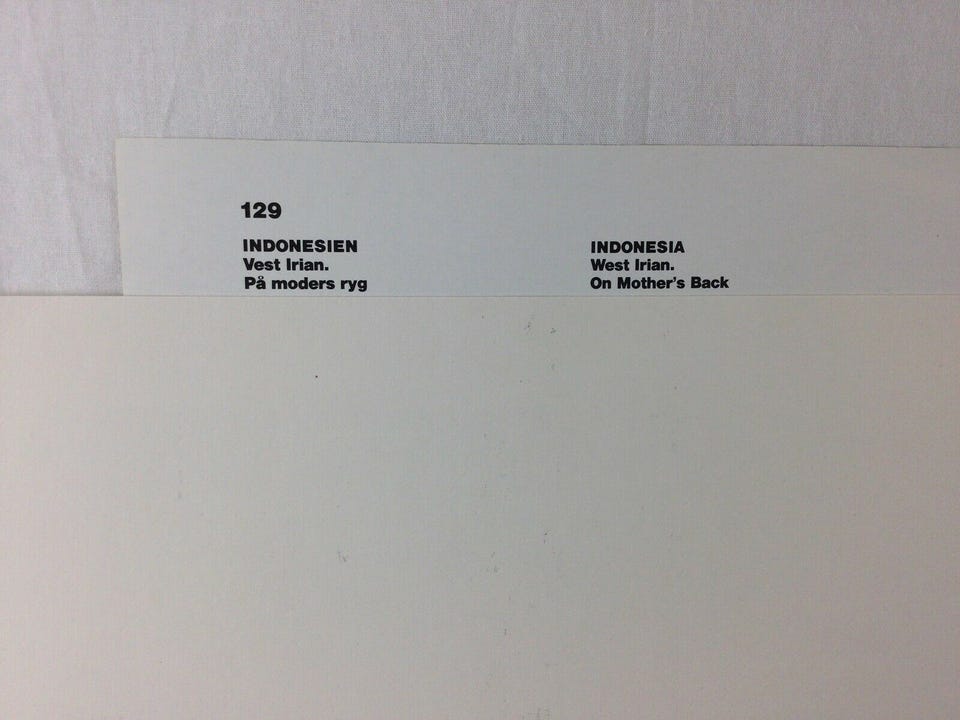 129
INDONESIEN
Vest Irian.
På moders ryg
INDONESIA
West Irian.
On Mother's Back